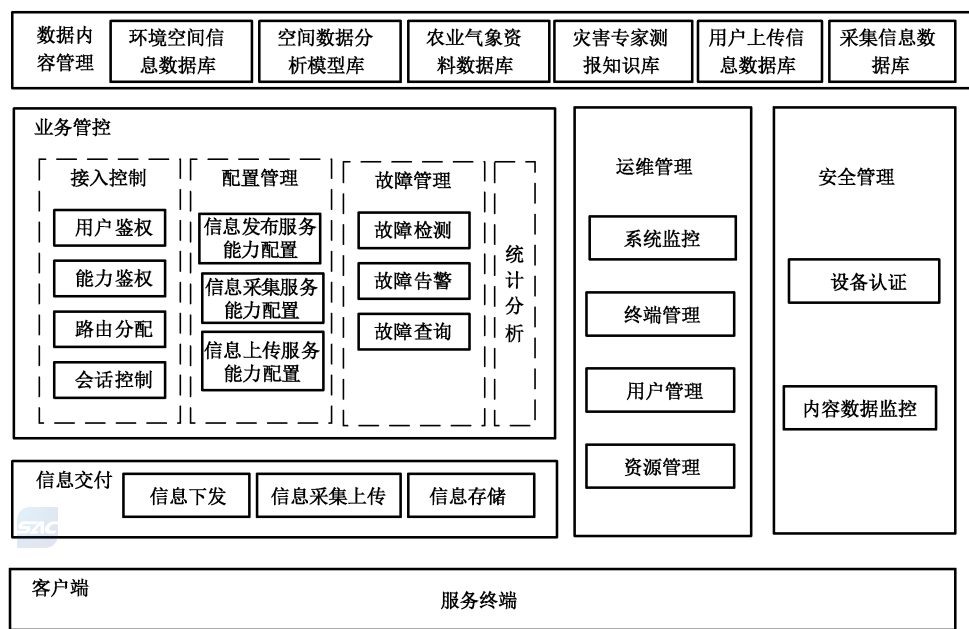 数据内
容管理
环境空间信
息数据库
空间数据分
析模型库
农业气象资
料数据库
灾害专家测
报知识库
用户上传信
息数据库
采集信息数
据库
业务管控
接入控制
用户鉴权
能力鉴权
路由分配
会话控制
配置管理
信息发布服务
能力配置
信息采集服务
能力配置
信息上传服务
能力配置
故障管理
故障检测
故障告警
故障查询
统计分析
运维管理
系统监控
终端管理
用户管理
资源管理
安全管理
设备认证
内容数据监控
信息交付
信息下发
信息采集上传
信息存储
SAC
客户端
服务终端